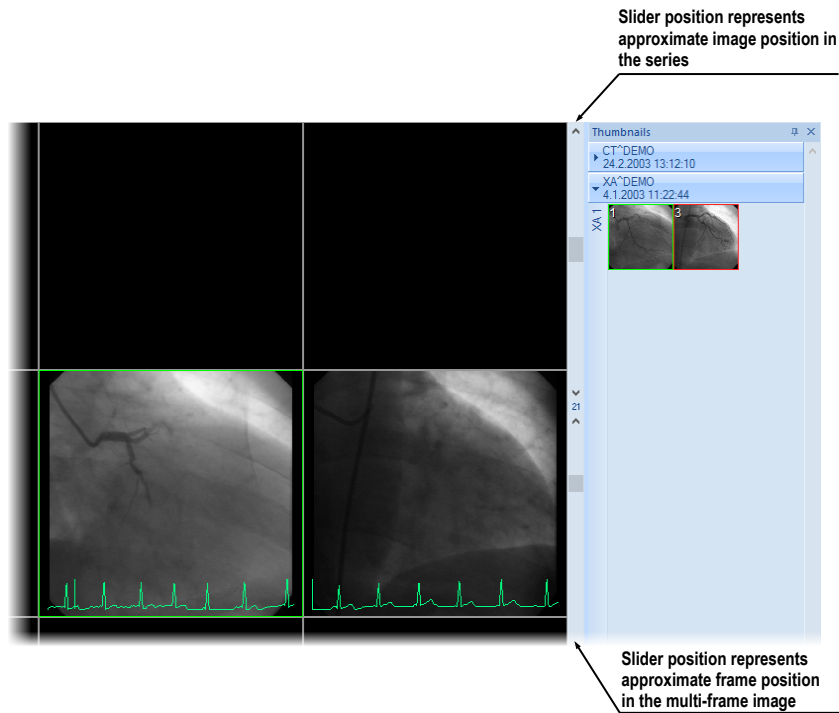 Slider position represents
approximate image position in
the series
Thumbnails
CT^DEMO
24.2.2003 13:12:10
XA^DEMO
4.1.2003 11:22:44
XA 1
1
3
21
Slider position represents
approximate frame position
in the multi-frame image